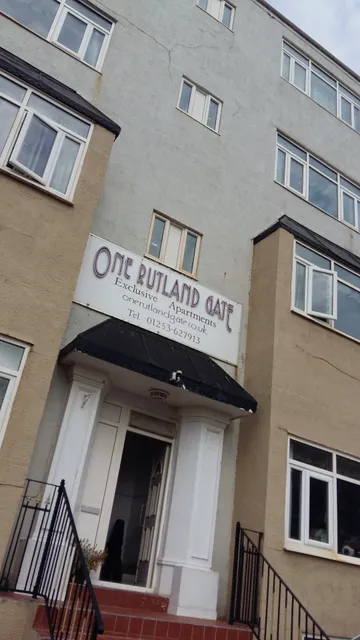 ONE RUTLAND GATE
Exclusive Apartments
onerutlandgate.co.uk
Tel. 01253-627913